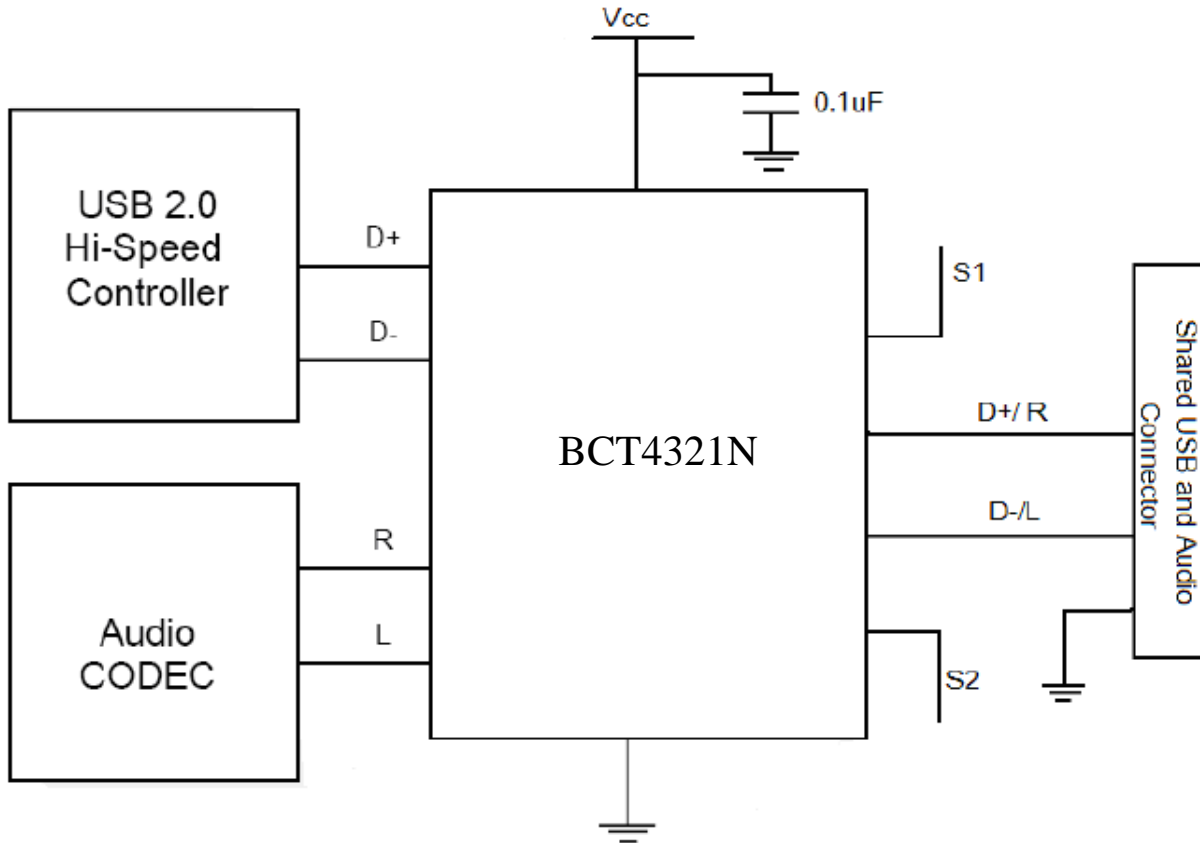 Vcc
0.1uF
USB 2.0
Hi-Speed
Controller
D+
D-
S1
BCT4321N
D+/ R
D-/L
Shared USB and Audio
Connector
R
L
Audio
CODEC
S2